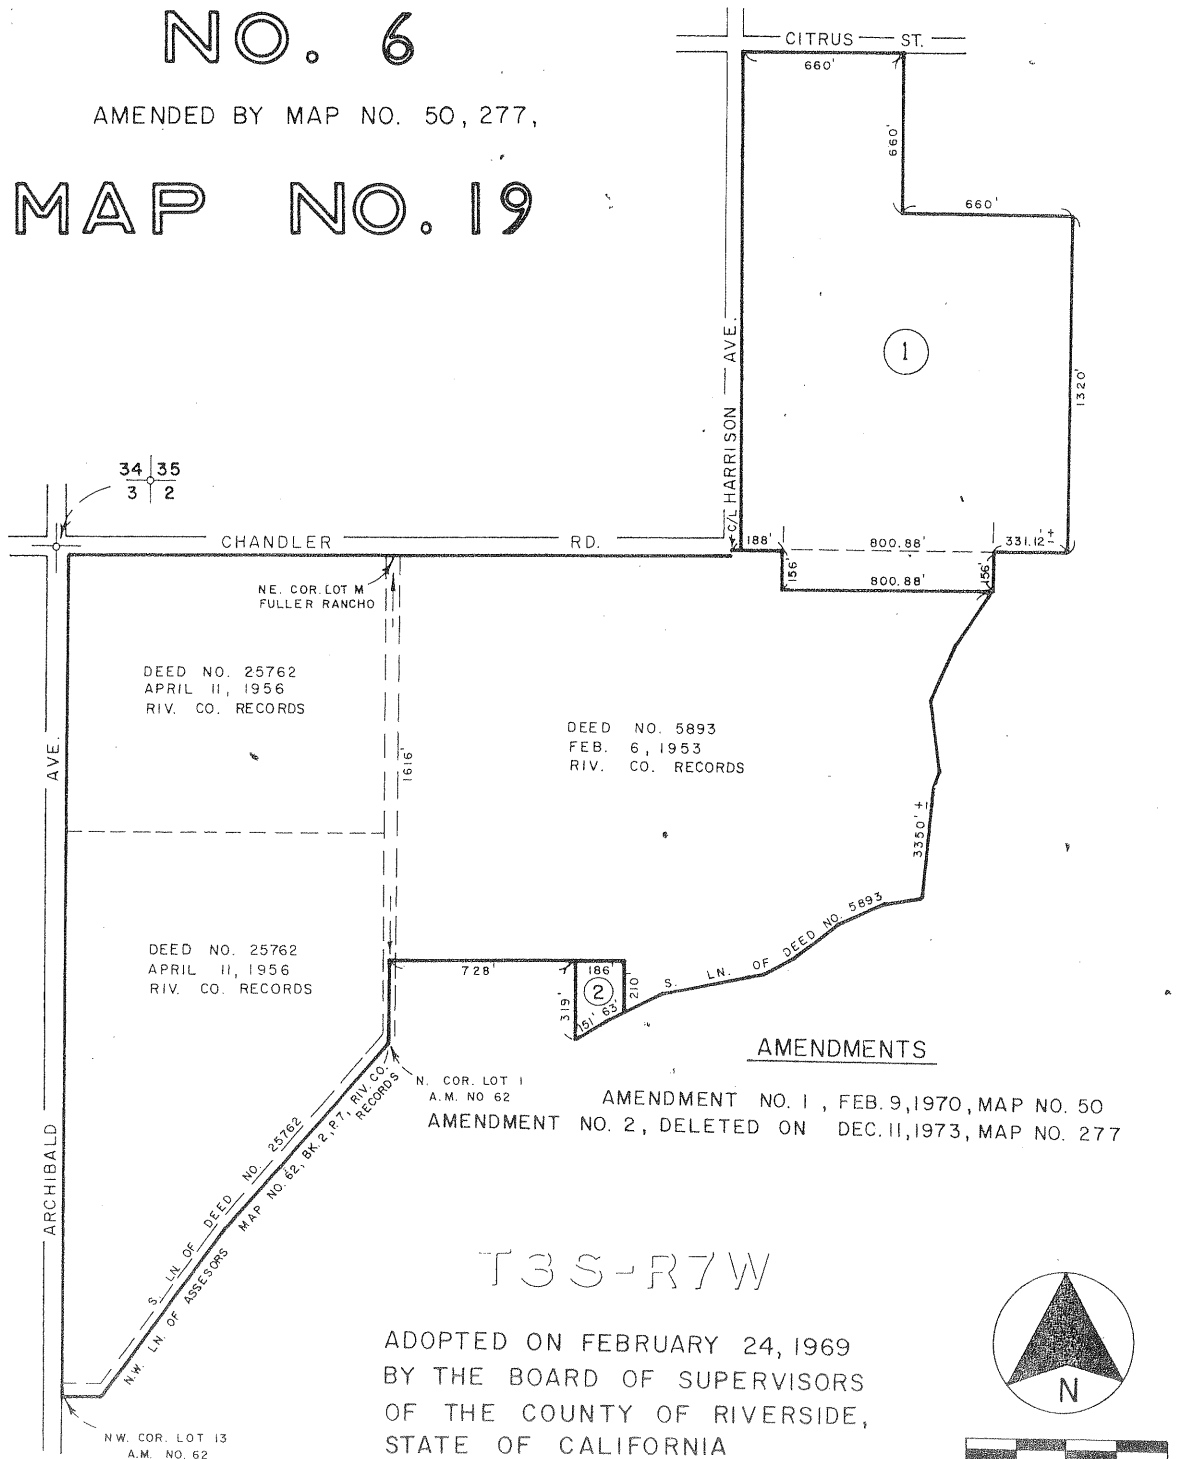 NO. 6
AMENDED BY MAP NO. 50, 277,
MAP NO. 19
CITRUS ST.
660'
660'
660'
1320'
1
C/L HARRISON AVE.
34 35
3 2
CHANDLER RD.
188'
800.88'
331.12'±
156'
800.88'
156'
NE. COR. LOT M
FULLER RANCHO
DEED NO. 25762
APRIL 11, 1956
RIV. CO. RECORDS
DEED NO. 5893
FEB. 6, 1953
RIV. CO. RECORDS
1616'
3350'±
ARCHIBALD AVE.
DEED NO. 25762
APRIL 11, 1956
RIV. CO. RECORDS
728'
186'
2
319'
210'
151' 63'
S. LN. OF DEED NO. 5893
N. COR. LOT 1
A.M. NO 62
AMENDMENTS
AMENDMENT NO. 1, FEB. 9, 1970, MAP NO. 50
AMENDMENT NO. 2, DELETED ON DEC. 11, 1973, MAP NO. 277
S. LN. OF DEED NO. 25762
N.W. LN. OF ASSESORS MAP NO. 62, BK. 2, P. 7, RIV. CO.
RECORDS
T3S-R7W
ADOPTED ON FEBRUARY 24, 1969
BY THE BOARD OF SUPERVISORS
OF THE COUNTY OF RIVERSIDE,
STATE OF CALIFORNIA
N
NW. COR. LOT 13
A.M. NO. 62